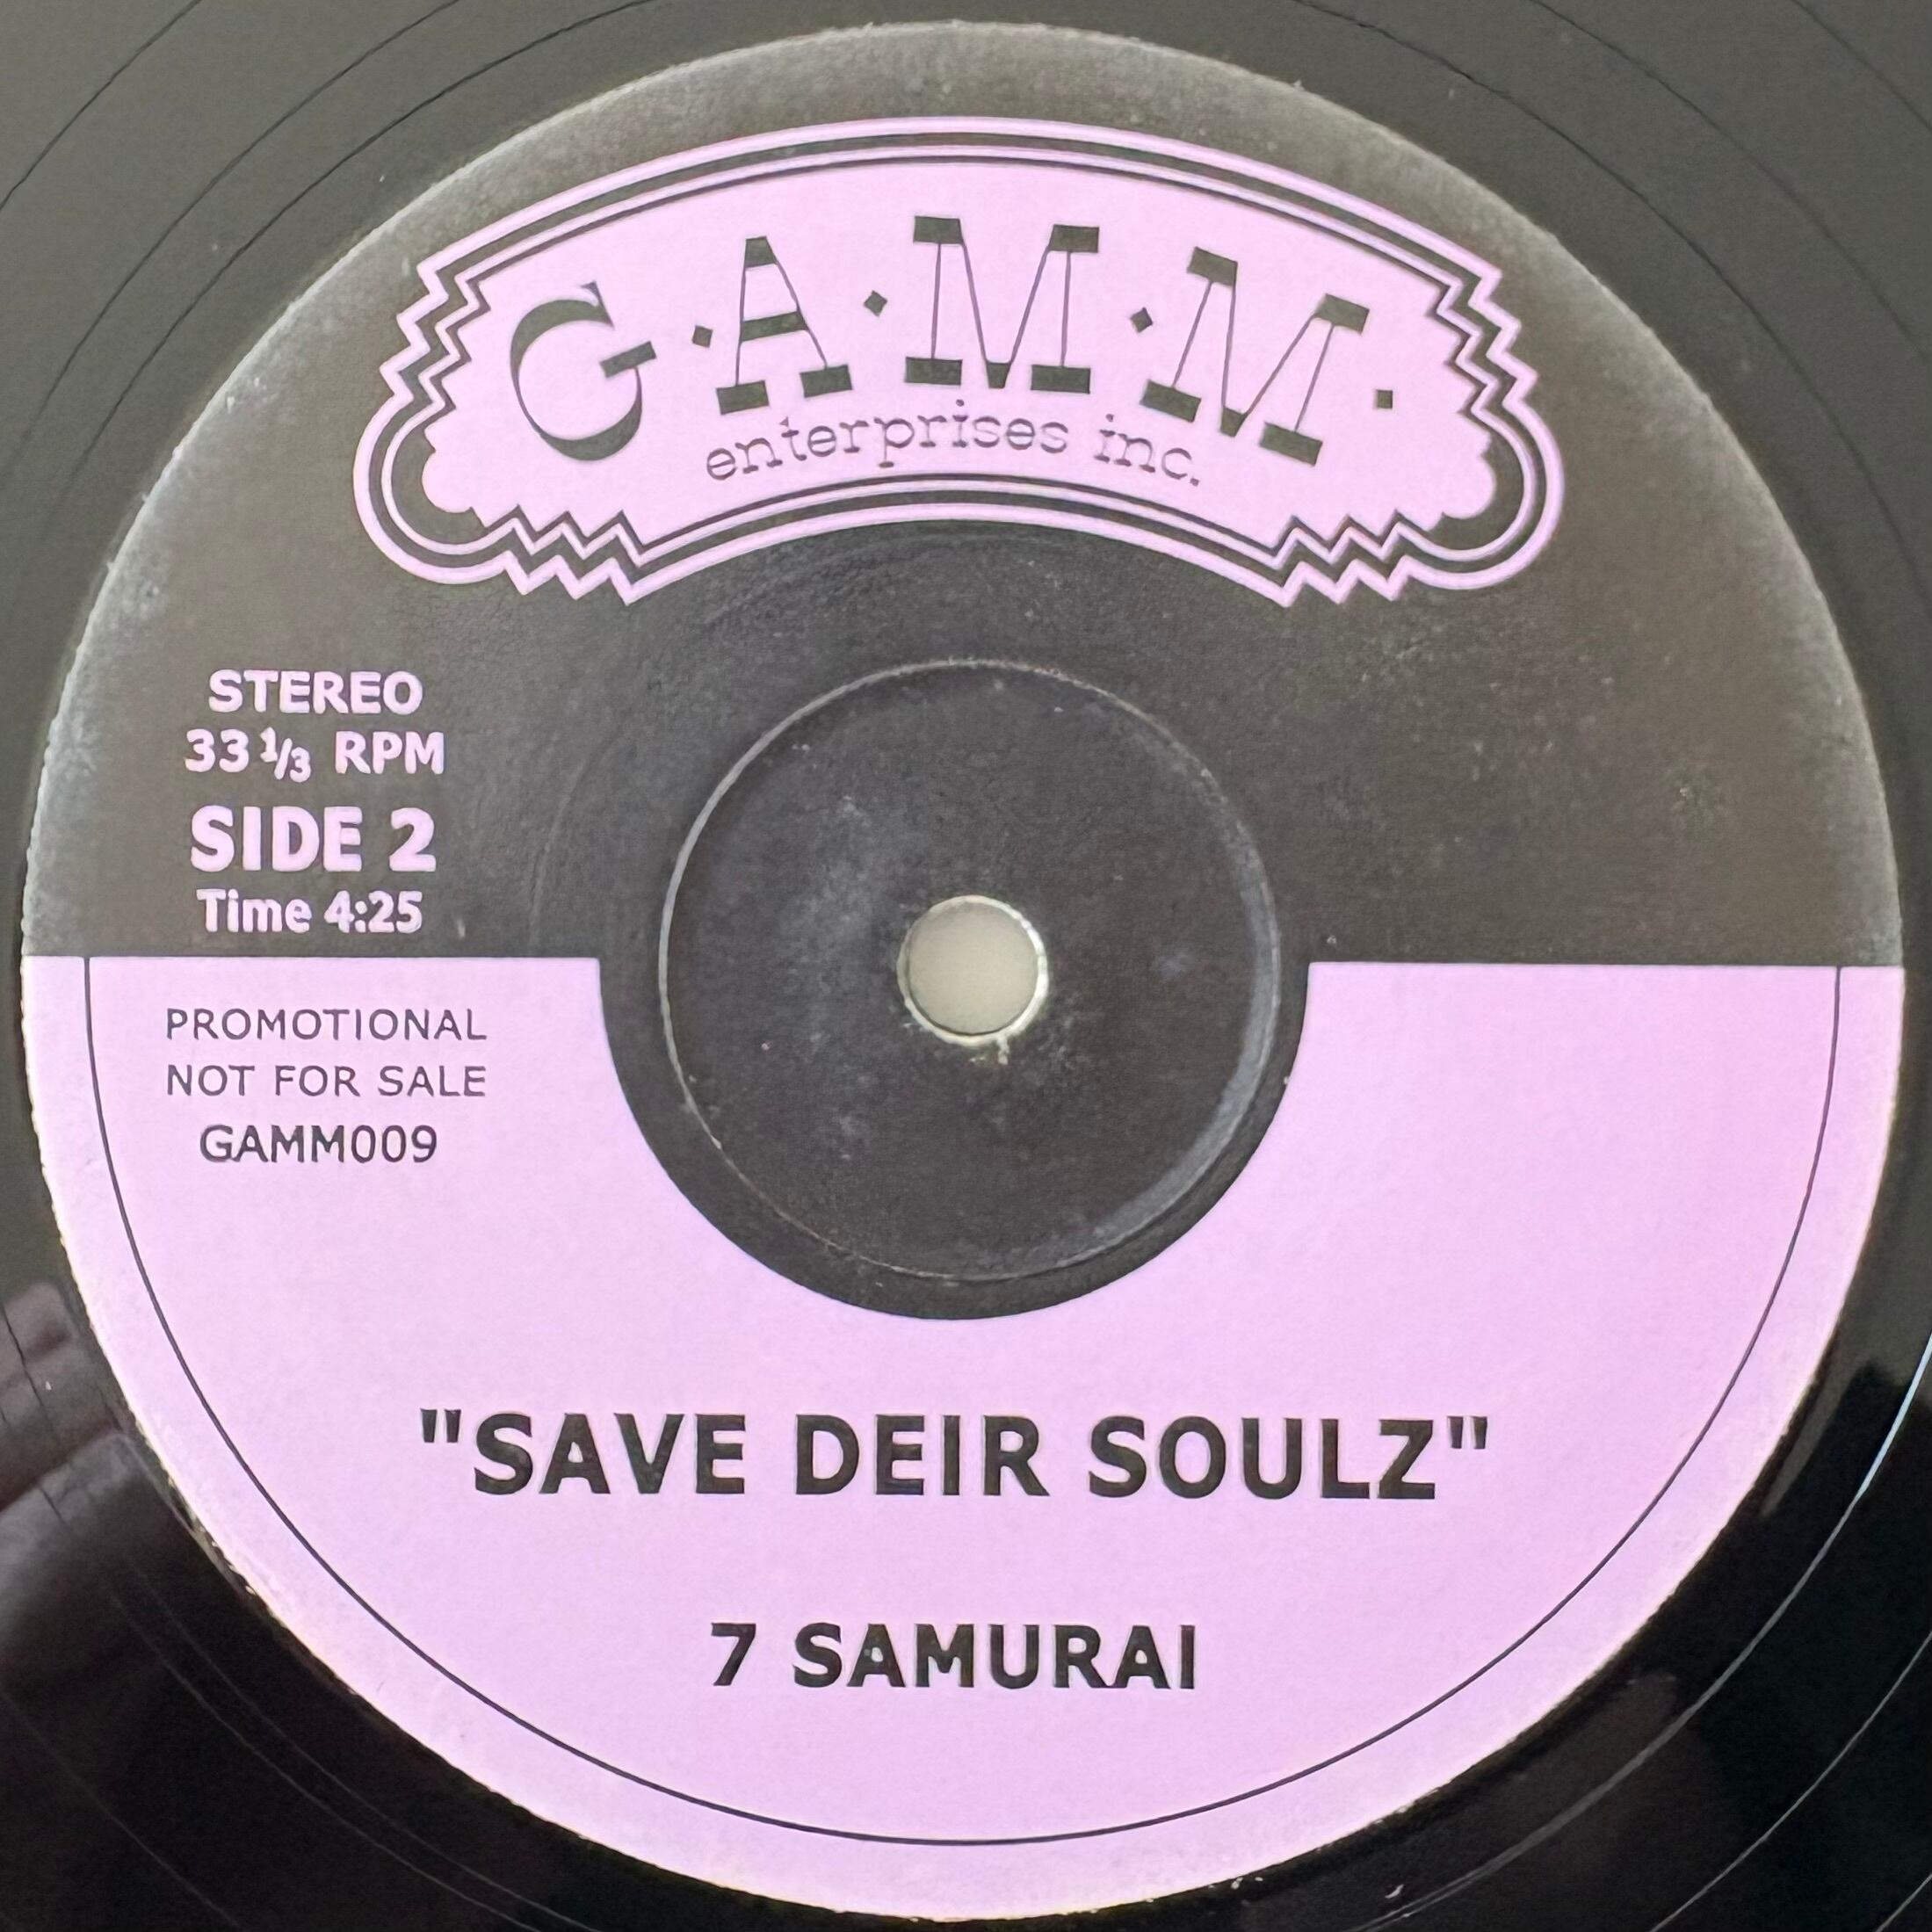 G·A·M·M·
enterprises inc.
STEREO
33 1/3 RPM
SIDE 2
Time 4:25
PROMOTIONAL
NOT FOR SALE
GAMM009
"SAVE DEIR SOULZ"
7 SAMURAI